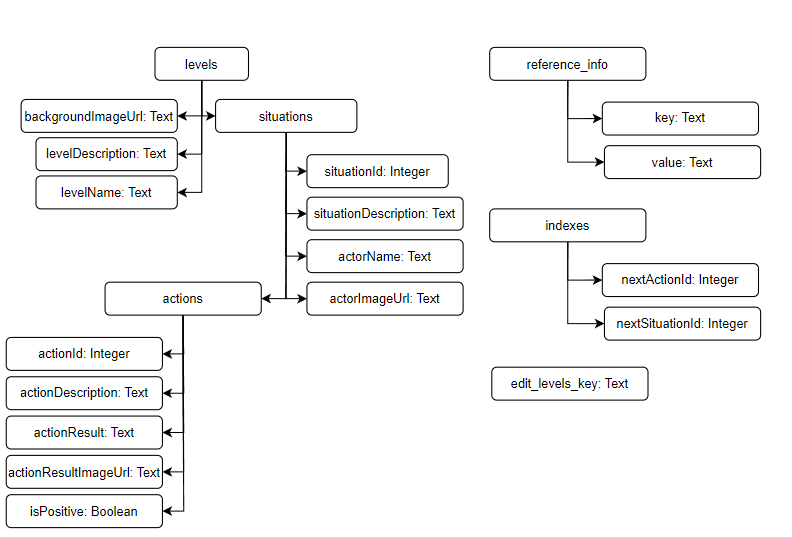 levels
backgroundImageUrl: Text
situations
levelDescription: Text
levelName: Text
situationId: Integer
situationDescription: Text
actorName: Text
actorImageUrl: Text
actions
actionId: Integer
actionDescription: Text
actionResult: Text
actionResultImageUrl: Text
isPositive: Boolean
reference_info
key: Text
value: Text
indexes
nextActionId: Integer
nextSituationId: Integer
edit_levels_key: Text